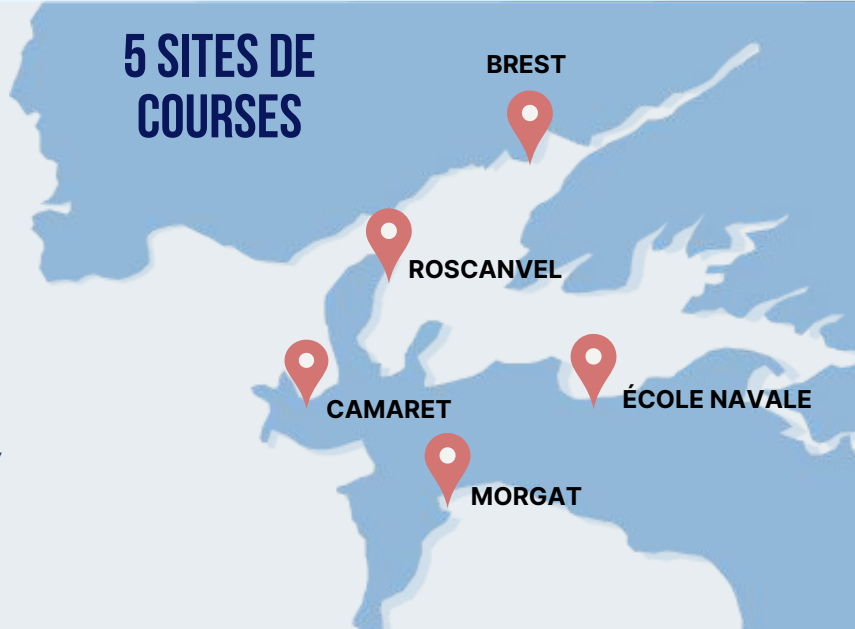 5 SITES DE
COURSES
BREST
ROSCANVEL
ÉCOLE NAVALE
CAMARET
MORGAT